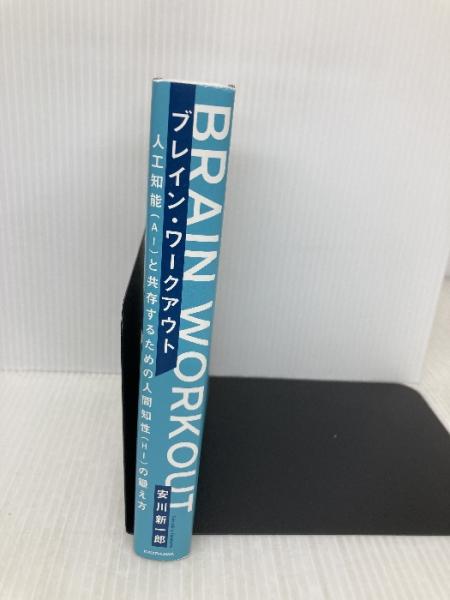 BRAIN WORKOUT
ブレイン・ワークアウト
人工知能(AI)と共存するための人間知性(HI)の鍛え方
安川新一郎
KADOKAWA